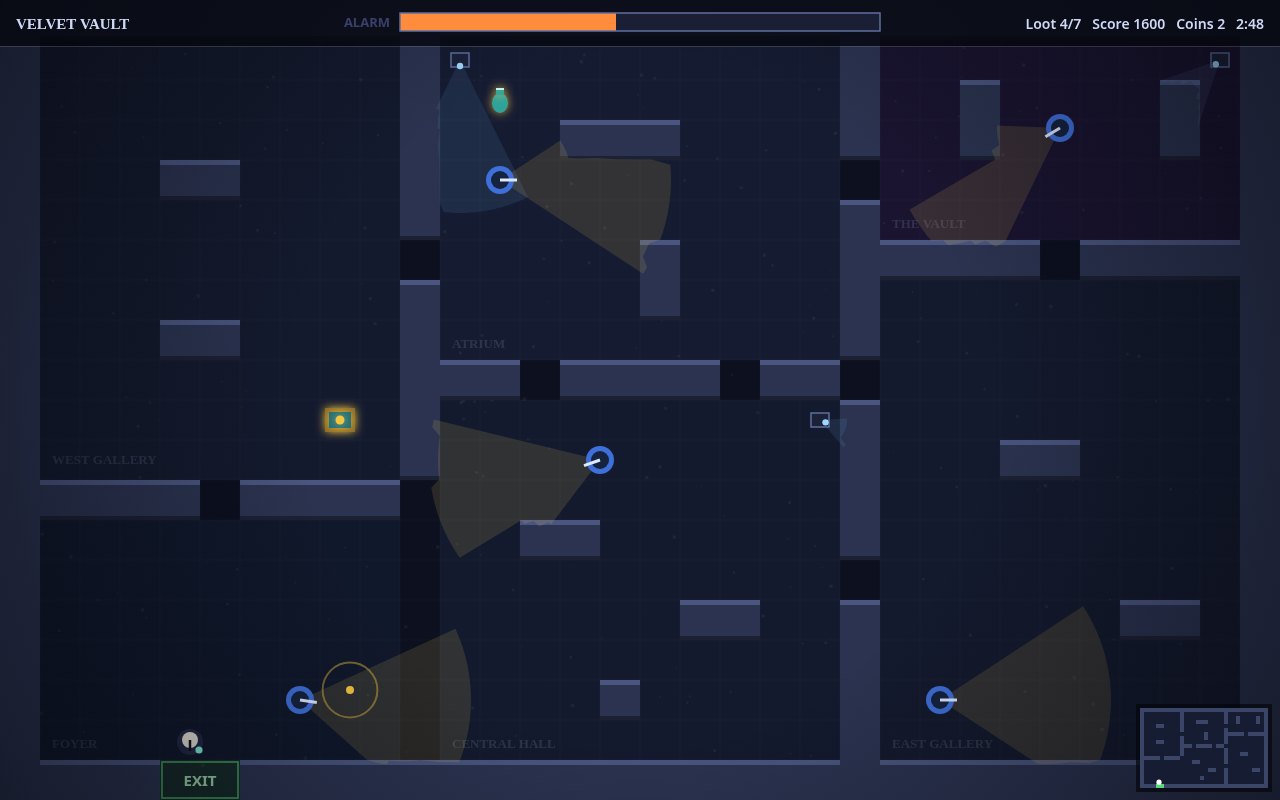 VELVET VAULT
ALARM
Loot 4/7 Score 1600 Coins 2 2:48
THE VAULT
ATRIUM
WEST GALLERY
FOYER
CENTRAL HALL
EAST GALLERY
EXIT